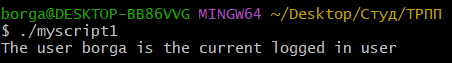 borga@DESKTOP-BB86VVG MINGW64 ~/Desktop/Студ/ТРПП
$ ./myscript1
The user borga is the current logged in user